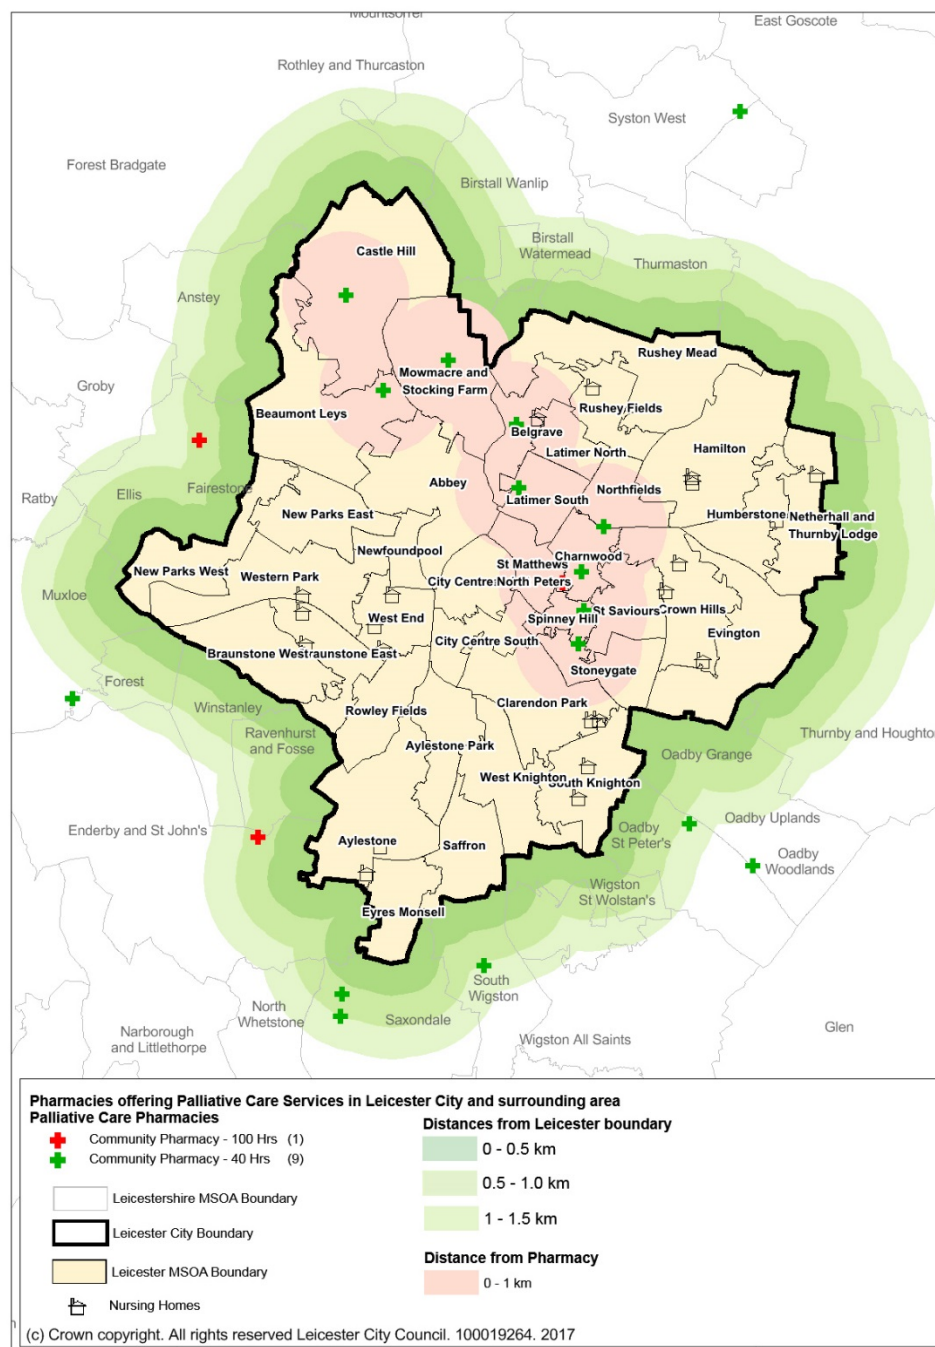 Mountsorrel
East Goscote
Rothley and Thurcaston
Syston West
Forest Bradgate
Birstall Wanlip
Birstall
Watermead
Castle Hill
Thurmaston
Anstey
Rushey Mead
Groby
Mowmacre and
Stocking Farm
Beaumont Leys
Rushey Fields
Belgrave
Latimer North
Hamilton
Abbey
Ratby
Ellis
Fairestone
Northfields
Latimer South
New Parks East
Humberstone
Netherhall and
Thurnby Lodge
Newfoundpool
Charnwood
St Matthews
New Parks West
Western Park
City Centre North
Peters
Muxloe
West End
Spinney Hill
St Saviours
Crown Hills
Evington
City Centre South
Braunstone West
raunstone East
Stoneygate
Forest
Winstanley
Rowley Fields
Clarendon Park
Ravenhurst
and Fosse
Thurnby and Houghton
Aylestone Park
Oadby Grange
West Knighton
South Knighton
Enderby and St John's
Oadby
St Peter's
Oadby Uplands
Aylestone
Saffron
Oadby
Woodlands
Wigston
St Wolstan's
Eyres Monsell
South
Wigston
North
Whetstone
Saxondale
Narborough
and Littlethorpe
Wigston All Saints
Glen
Pharmacies offering Palliative Care Services in Leicester City and surrounding area
Palliative Care Pharmacies
Community Pharmacy - 100 Hrs (1)
Community Pharmacy - 40 Hrs (9)
Leicestershire MSOA Boundary
Leicester City Boundary
Leicester MSOA Boundary
Nursing Homes
Distances from Leicester boundary
0 - 0.5 km
0.5 - 1.0 km
1 - 1.5 km
Distance from Pharmacy
0 - 1 km
(c) Crown copyright. All rights reserved Leicester City Council. 100019264. 2017